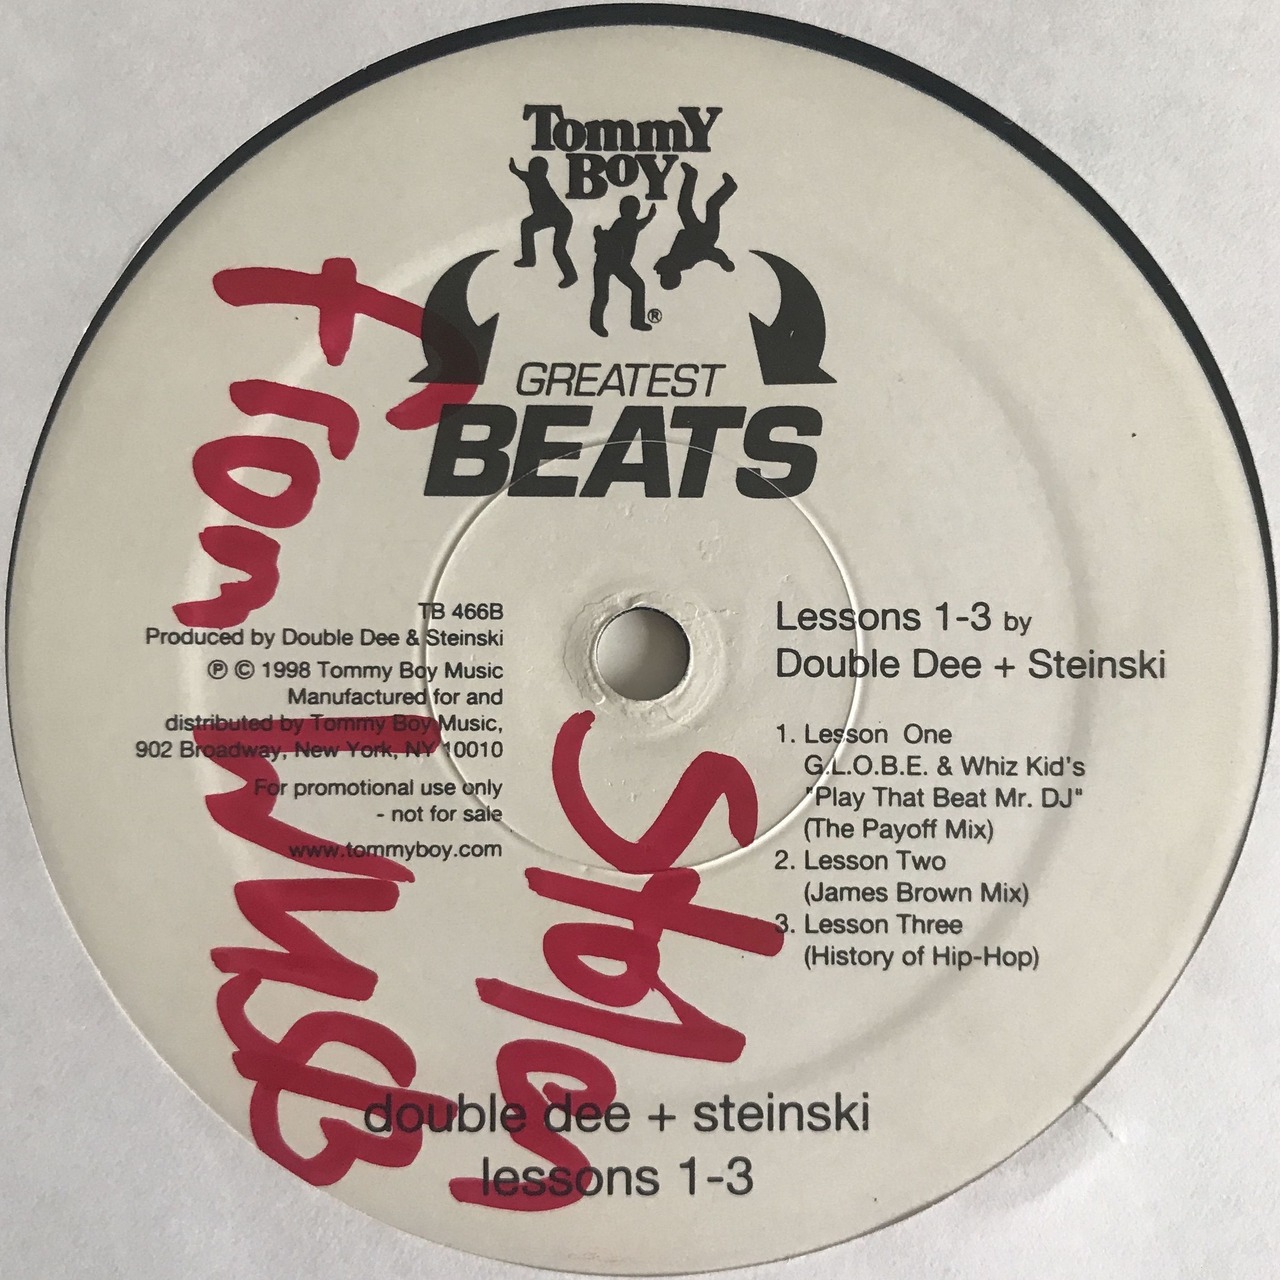 Tommy
Boy
®
GREATEST
BEATS
TB 466B
Produced by Double Dee & Steinski
℗ © 1998 Tommy Boy Music
Manufactured for and
distributed by Tommy Boy Music,
902 Broadway, New York, NY 10010
For promotional use only
- not for sale
www.tommyboy.com
Lessons 1-3 by
Double Dee + Steinski
1. Lesson One
G.L.O.B.E. & Whiz Kid's
"Play That Beat Mr. DJ"
(The Payoff Mix)
2. Lesson Two
(James Brown Mix)
3. Lesson Three
(History of Hip-Hop)
double dee + steinski
lessons 1-3
Stolen
From